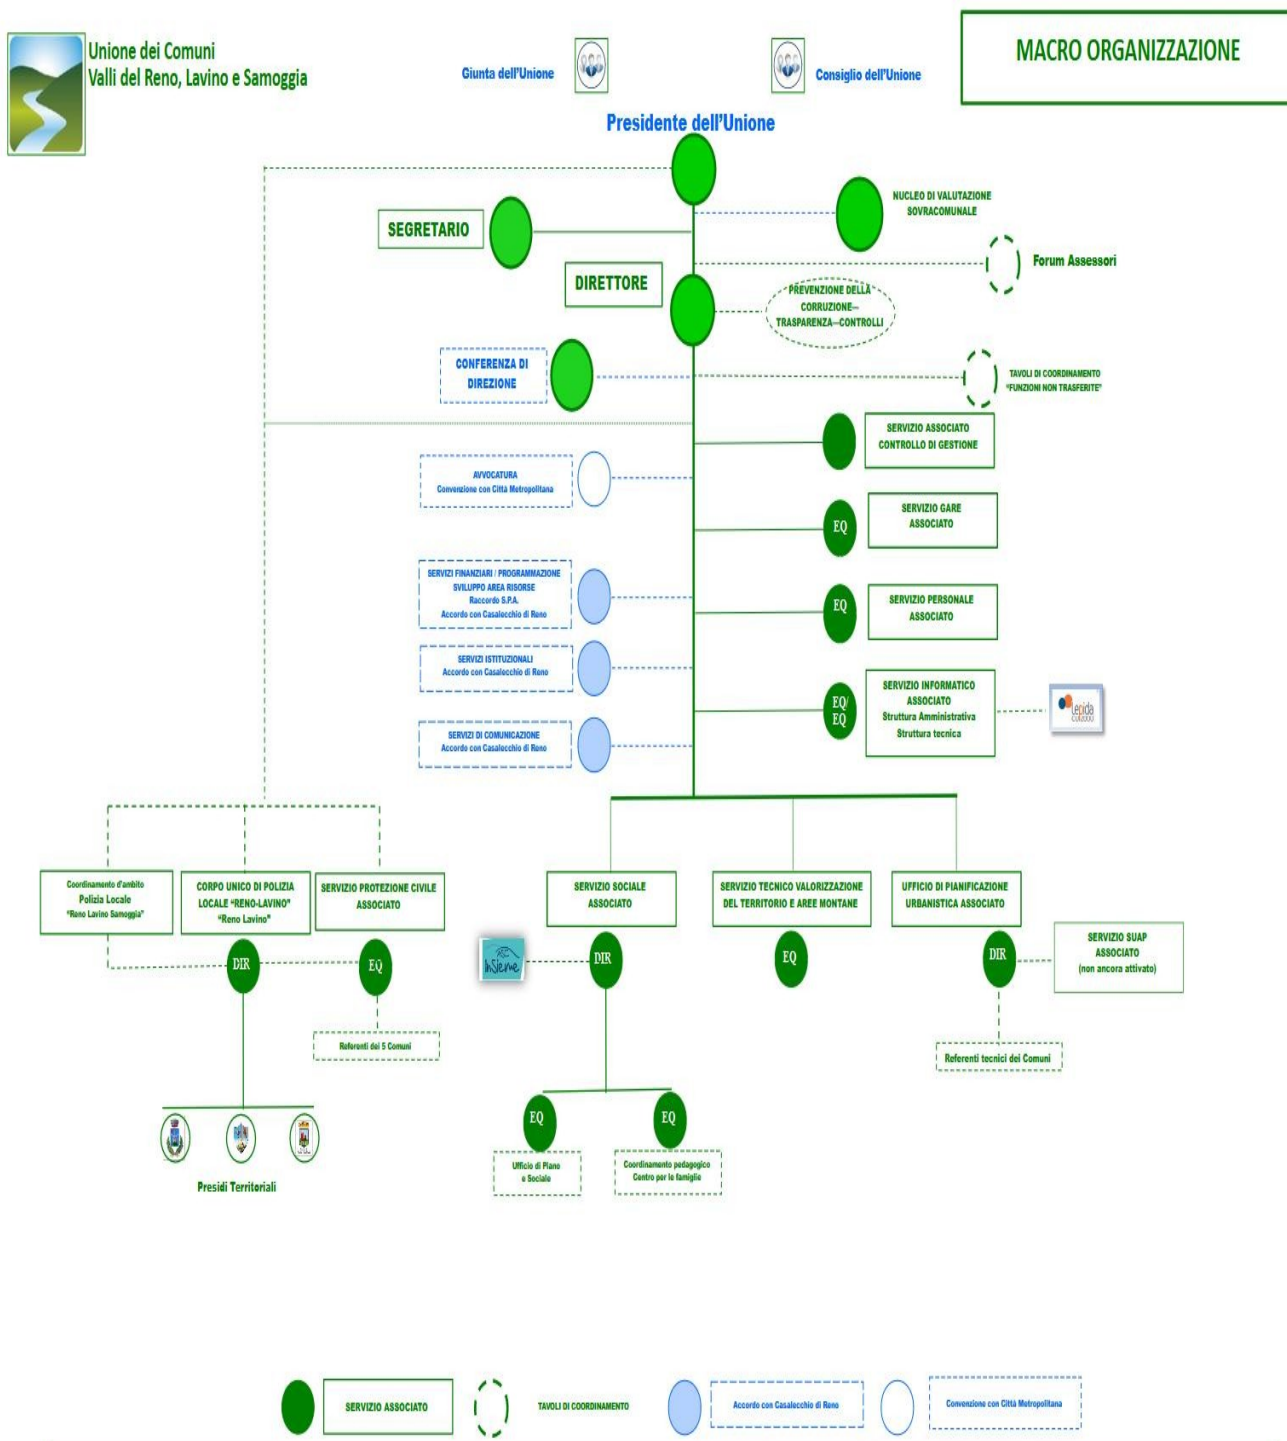 Unione dei Comuni
Valli del Reno, Lavino e Samoggia
Giunta dell'Unione
Consiglio dell'Unione
MACRO ORGANIZZAZIONE
Presidente dell'Unione
NUCLEO DI VALUTAZIONE
SOVRACOMUNALE
SEGRETARIO
Forum Assessori
DIRETTORE
PREVENZIONE DELLA
CORRUZIONE—
TRASPARENZA—CONTROLLI
CONFERENZA DI
DIREZIONE
TAVOLI DI COORDINAMENTO
"FUNZIONI NON TRASFERITE"
SERVIZIO ASSOCIATO
CONTROLLO DI GESTIONE
AVVOCATURA
Convenzione con Città Metropolitana
EQ
SERVIZIO GARE
ASSOCIATO
SERVIZI FINANZIARI / PROGRAMMAZIONE
SVILUPPO AREA RISORSE
Raccordo S.P.A.
Accordo con Casalecchio di Reno
EQ
SERVIZIO PERSONALE
ASSOCIATO
SERVIZI ISTITUZIONALI
Accordo con Casalecchio di Reno
EQ/
EQ
SERVIZIO INFORMATICO
ASSOCIATO
Struttura Amministrativa
Struttura tecnica
Lepida
SERVIZI DI COMUNICAZIONE
Accordo con Casalecchio di Reno
Coordinamento d'ambito
Polizia Locale
"Reno Lavino Samoggia"
CORPO UNICO DI POLIZIA
LOCALE "RENO-LAVINO"
"Reno Lavino"
SERVIZIO PROTEZIONE CIVILE
ASSOCIATO
SERVIZIO SOCIALE
ASSOCIATO
SERVIZIO TECNICO VALORIZZAZIONE
DEL TERRITORIO E AREE MONTANE
UFFICIO DI PIANIFICAZIONE
URBANISTICA ASSOCIATO
DIR
EQ
InSieme
DIR
EQ
DIR
SERVIZIO SUAP
ASSOCIATO
(non ancora attivato)
Referenti dei 5 Comuni
Referenti tecnici dei Comuni
EQ
EQ
Ufficio di Piano
e Sociale
Coordinamento pedagogico
Centro per le famiglie
Presidi Territoriali
SERVIZIO ASSOCIATO
TAVOLI DI COORDINAMENTO
Accordo con Casalecchio di Reno
Convenzione con Città Metropolitana